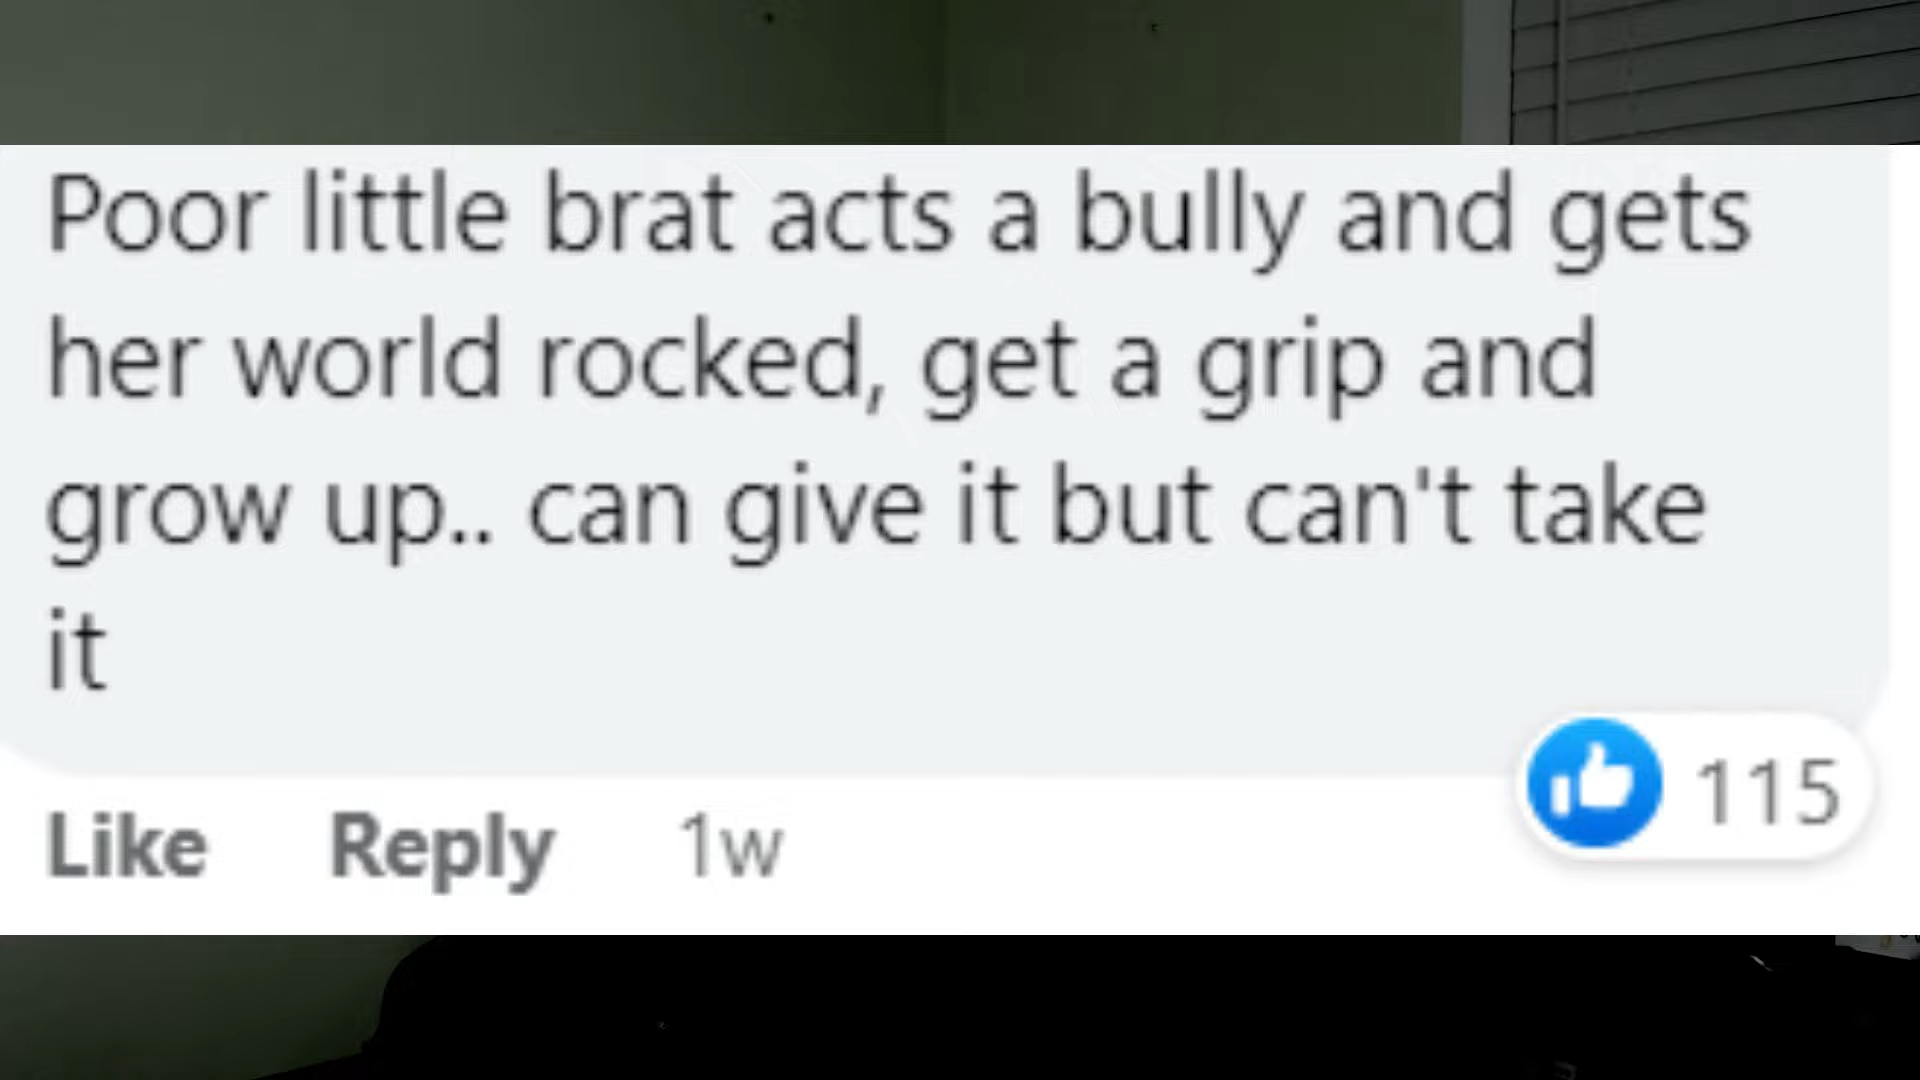 Poor little brat acts a bully and gets
her world rocked, get a grip and
grow up.. can give it but can't take
it
115
Like Reply 1w